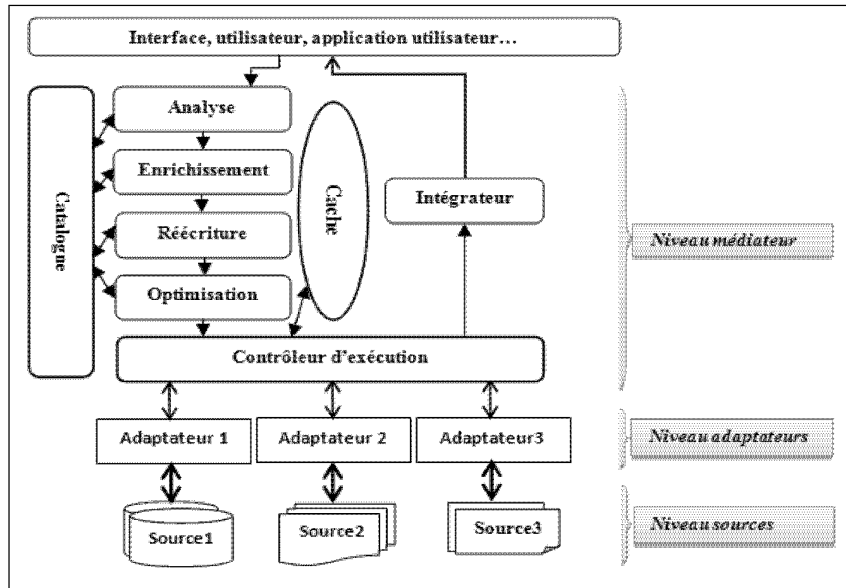 Interface, utilisateur, application utilisateur…
Analyse
Enrichissement
Réécriture
Optimisation
Catalogue
Cache
Intégrateur
Contrôleur d'exécution
Niveau médiateur
Adaptateur 1
Adaptateur 2
Adaptateur3
Niveau adaptateurs
Source1
Source2
Source3
Niveau sources